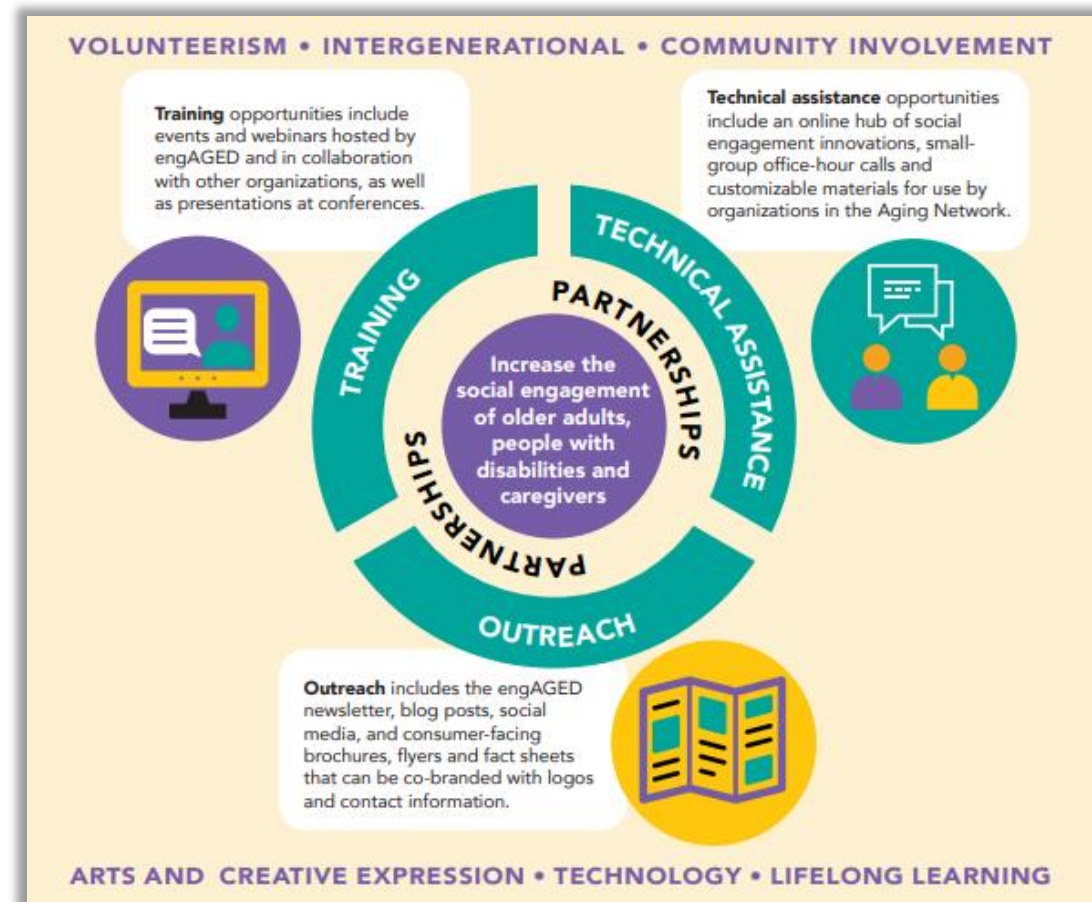 VOLUNTEERISM • INTERGENERATIONAL • COMMUNITY INVOLVEMENT
Training opportunities include
events and webinars hosted by
engAGED and in collaboration
with other organizations, as well
as presentations at conferences.
Technical assistance opportunities
include an online hub of social
engagement innovations, small-
group office-hour calls and
customizable materials for use by
organizations in the Aging Network.
TRAINING
TECHNICAL ASSISTANCE
PARTNERSHIPS
Increase the
social engagement
of older adults,
people with
disabilities and
caregivers
PARTNERSHIPS
OUTREACH
Outreach includes the engAGED
newsletter, blog posts, social
media, and consumer-facing
brochures, flyers and fact sheets
that can be co-branded with logos
and contact information.
ARTS AND CREATIVE EXPRESSION • TECHNOLOGY • LIFELONG LEARNING